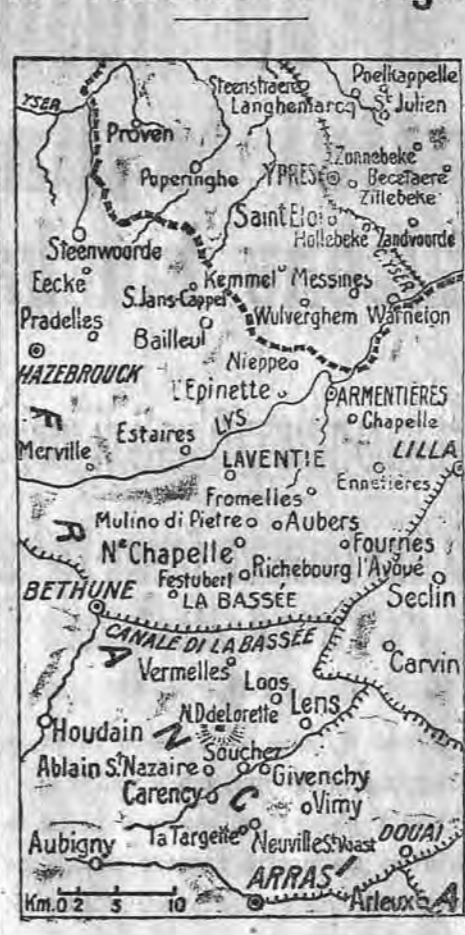 Steenstraere
Poelkappelle
Langhemarcq
St Julien
YSER
Proven
Zonnebeke
Poperinghe
YPRES
Becetaere
Zillebeke
Saint Eloi
Hollebeke
Zandvoorde
Steenwoorde
C. YSER
Eecke
Kemmel
Messines
S. Jans-Cappel
Pradelles
Wulverghem
Warneton
Bailleul
HAZEBROUCK
Nieppe
l'Epinette
ARMENTIÈRES
Chapelle
Estaires
LYS
F
Merville
LAVENTIE
LILLA
Ennetières
Fromelles
R
Mulino di Pietre
Aubers
Ne Chapelle
Fournes
Festubert
Richebourg l'Avoué
BETHUNE
LA BASSÉE
Seclin
CANALE DI LA BASSÉE
A
Vermelles
Carvin
Loos
N.D de Lorette
Lens
Houdain
N
Souchez
Ablain St Nazaire
Givenchy
Carency
C
Vimy
Ta Targette
Neuville St Vaast
DOUAI
Aubigny
ARRAS
Km. 0 2 5 10
Arleux
A